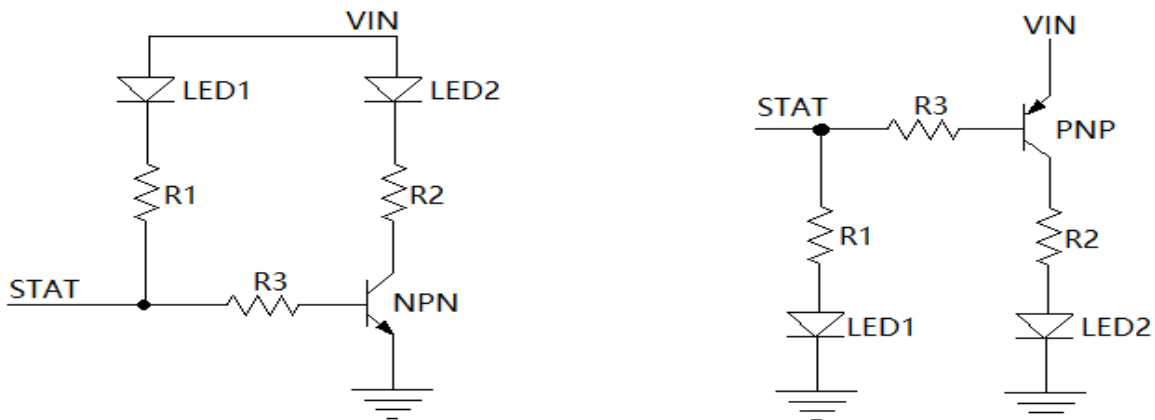 VIN
LED1
LED2
R1
R2
STAT
R3
NPN
VIN
STAT
R3
PNP
R1
R2
LED1
LED2